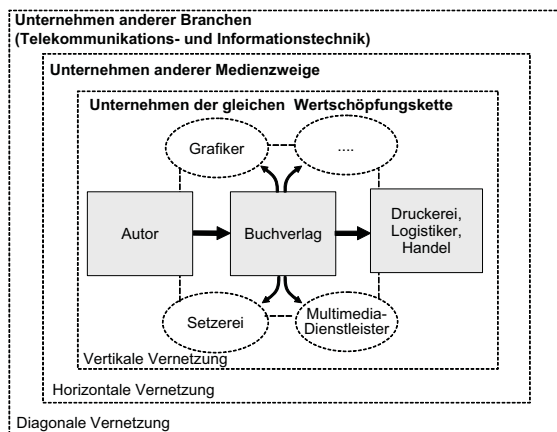 Unternehmen anderer Branchen
(Telekommunikations- und Informationstechnik)
Unternehmen anderer Medienzweige
Unternehmen der gleichen Wertschöpfungskette
Grafiker
....
Autor
Buchverlag
Druckerei,
Logistiker,
Handel
Setzerei
Multimedia-
Dienstleister
Vertikale Vernetzung
Horizontale Vernetzung
Diagonale Vernetzung